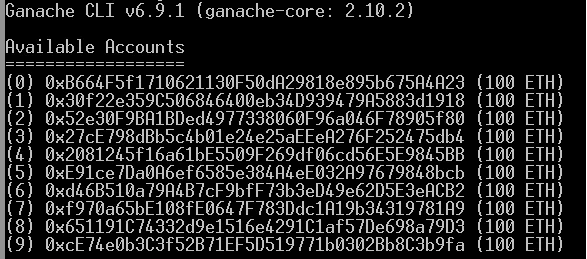 Ganache CLI v6.9.1 (ganache-core: 2.10.2)
Available Accounts
==================
(0) 0xB664F5f1710621130F50dA29818e895b675A4A23 (100 ETH)
(1) 0x30f22e359C506846400eb34D939479A5883d1918 (100 ETH)
(2) 0x52e30F9BA1BDed4977338060F96a046F78905f80 (100 ETH)
(3) 0x27cE798dBb5c4b01e24e25aEEeA276F252475db4 (100 ETH)
(4) 0x2081245f16a61bE5509F269df06cd56E5E9845BB (100 ETH)
(5) 0xE91ce7Da0A6ef6585e384A4eE032A97679848bcb (100 ETH)
(6) 0xd46B510a79A4B7cF9bfF73b3eD49e62D5E3eACB2 (100 ETH)
(7) 0xf970a65bE108fE0647F783Ddc1A19b34319781A9 (100 ETH)
(8) 0x651191C74332d9e1516e4291C1af57De698a79D3 (100 ETH)
(9) 0xcE74e0b3C3f52B71EF5D519771b0302Bb8C3b9fa (100 ETH)